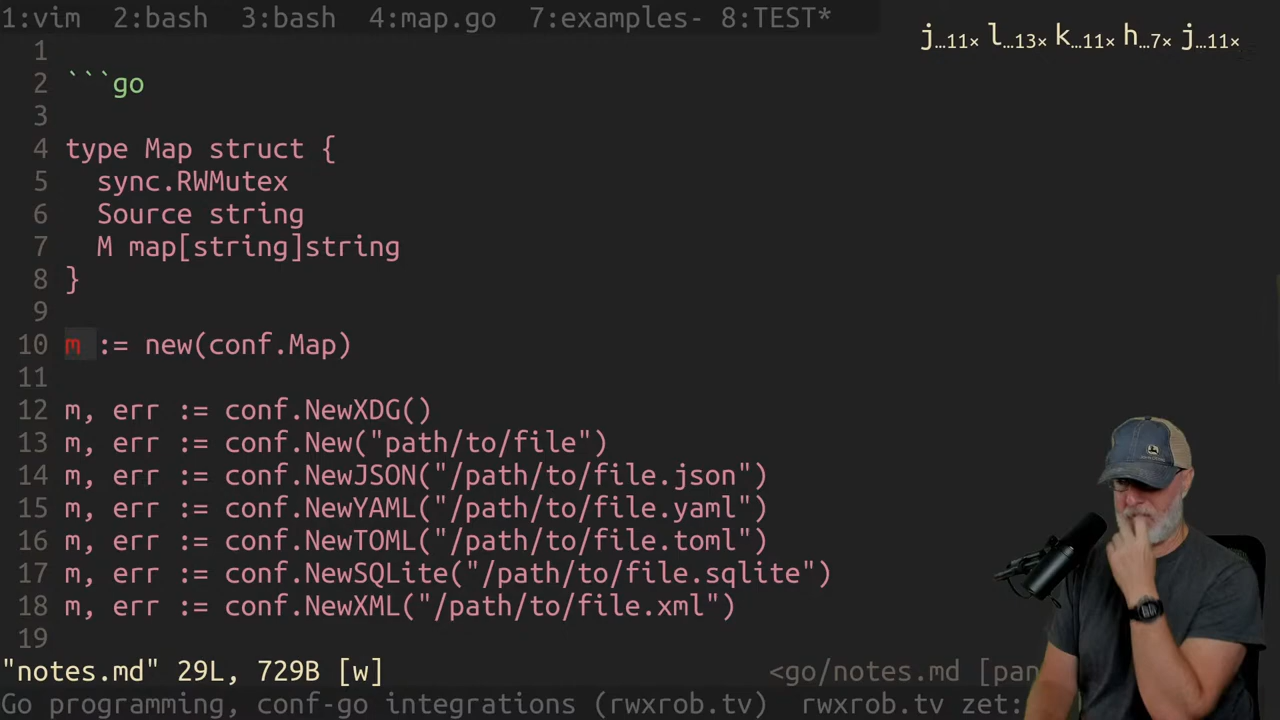 1:vim 2:bash 3:bash 4:map.go 7:examples- 8:TEST*
j…11× l…13× k…11× h…7× j…11×
1
2 ```go
3
4 type Map struct {
5 sync.RWMutex
6 Source string
7 M map[string]string
8 }
9
10 m := new(conf.Map)
11
12 m, err := conf.NewXDG()
13 m, err := conf.New("path/to/file")
14 m, err := conf.NewJSON("/path/to/file.json")
15 m, err := conf.NewYAML("/path/to/file.yaml")
16 m, err := conf.NewTOML("/path/to/file.toml")
17 m, err := conf.NewSQLite("/path/to/file.sqlite")
18 m, err := conf.NewXML("/path/to/file.xml")
19
"notes.md" 29L, 729B [w] <go/notes.md [pan
Go programming, conf-go integrations (rwxrob.tv) rwxrob.tv zet: